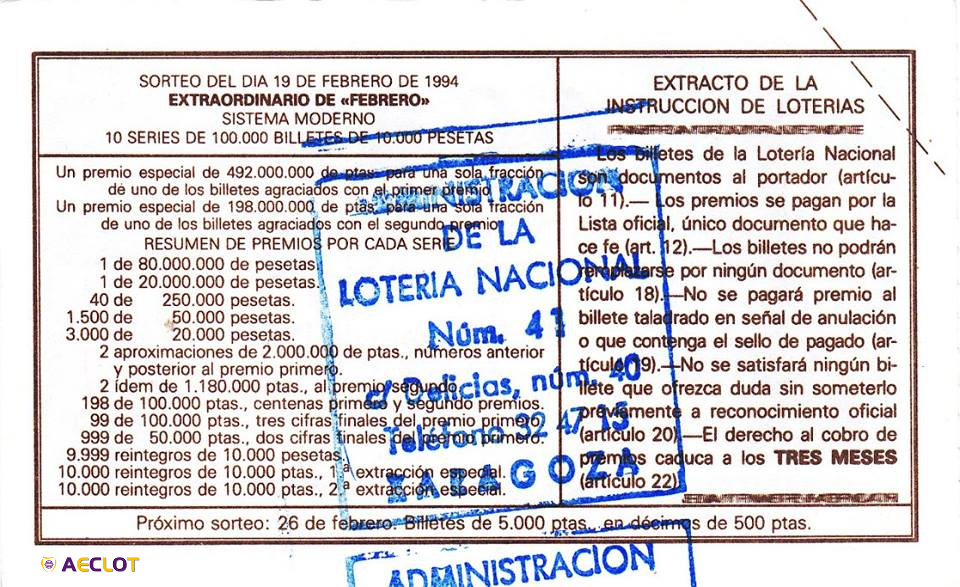 SORTEO DEL DIA 19 DE FEBRERO DE 1994
EXTRAORDINARIO DE «FEBRERO»
SISTEMA MODERNO
10 SERIES DE 100.000 BILLETES DE 10.000 PESETAS
Un premio especial de 492.000.000 de ptas. para una sola fracción
de uno de los billetes agraciados con el primer premio
Un premio especial de 198.000.000 de ptas. para una sola fracción
de uno de los billetes agraciados con el segundo premio
RESUMEN DE PREMIOS POR CADA SERIE
1 de 80.000.000 de pesetas.
1 de 20.000.000 de pesetas.
40 de 250.000 pesetas.
1.500 de 50.000 pesetas.
3.000 de 20.000 pesetas.
2 aproximaciones de 2.000.000 de ptas., números anterior
y posterior al premio primero.
2 ídem de 1.180.000 ptas., al premio segundo.
198 de 100.000 ptas., centenas primero y segundo premios.
99 de 100.000 ptas., tres cifras finales del premio primero.
999 de 50.000 ptas., dos cifras finales del premio primero.
9.999 reintegros de 10.000 pesetas
10.000 reintegros de 10.000 ptas., 1.ª extracción especial.
10.000 reintegros de 10.000 ptas., 2.ª extracción especial.
EXTRACTO DE LA
INSTRUCCION DE LOTERIAS
Los billetes de la Lotería Nacional
son documentos al portador (artícu-
lo 11).— Los premios se pagan por la
Lista oficial, único documento que ha-
ce fe (art. 12).—Los billetes no podrán
remplazarse por ningún documento (ar-
tículo 18).—No se pagará premio al
billete taladrado en señal de anulación
o que contenga el sello de pagado (ar-
tículo 19).—No se satisfará ningún bi-
llete que ofrezca duda sin someterlo
previamente a reconocimiento oficial
(artículo 20).—El derecho al cobro de
premios caduca a los TRES MESES
(artículo 22).
Próximo sorteo: 26 de febrero. Billetes de 5.000 ptas. en décimos de 500 ptas.
ADMINISTRACION
DE LA
LOTERIA NACIONAL
Núm. 41
c/ Delicias, núm. 40
Teléfono 32 47 15
ZARAGOZA
ADMINISTRACION
AECLOT